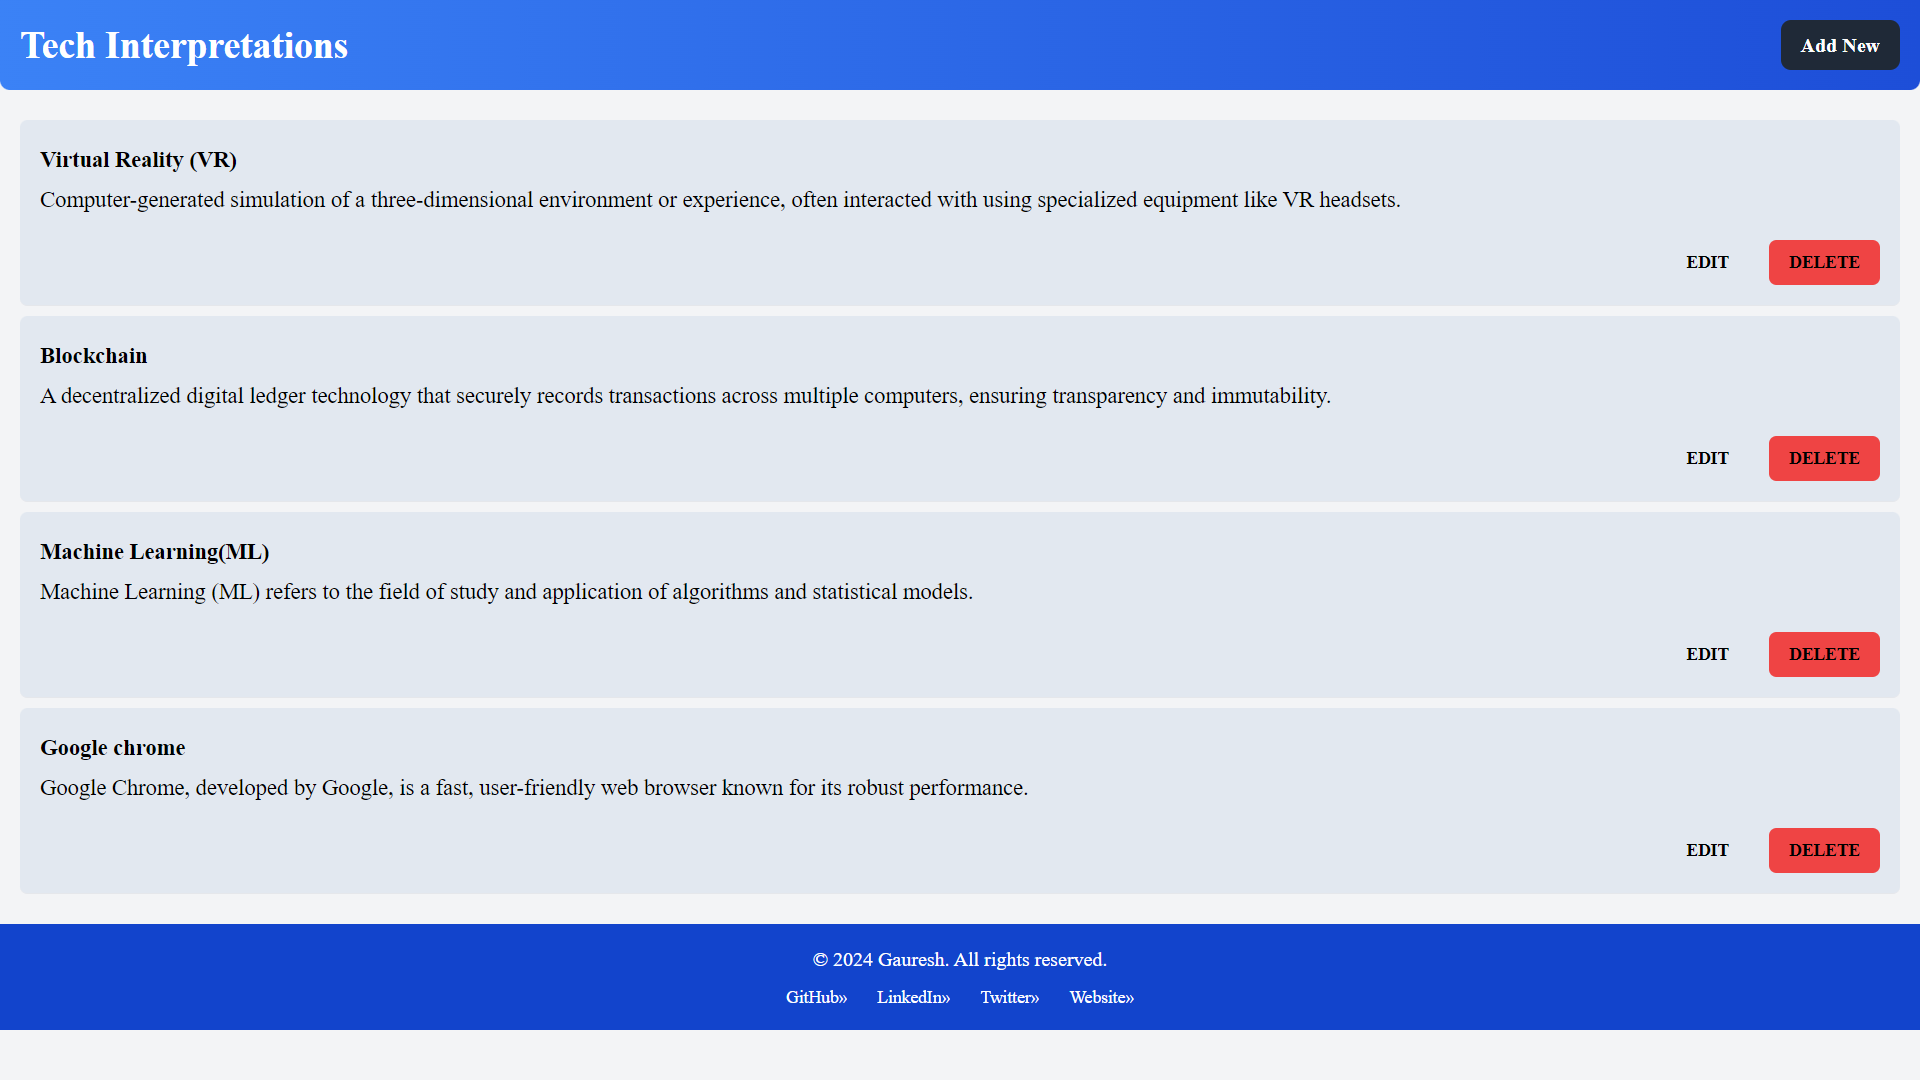 Tech Interpretations
Add New
Virtual Reality (VR)
Computer-generated simulation of a three-dimensional environment or experience, often interacted with using specialized equipment like VR headsets.
EDIT DELETE
Blockchain
A decentralized digital ledger technology that securely records transactions across multiple computers, ensuring transparency and immutability.
EDIT DELETE
Machine Learning(ML)
Machine Learning (ML) refers to the field of study and application of algorithms and statistical models.
EDIT DELETE
Google chrome
Google Chrome, developed by Google, is a fast, user-friendly web browser known for its robust performance.
EDIT DELETE
© 2024 Gauresh. All rights reserved.
GitHub» LinkedIn» Twitter» Website»